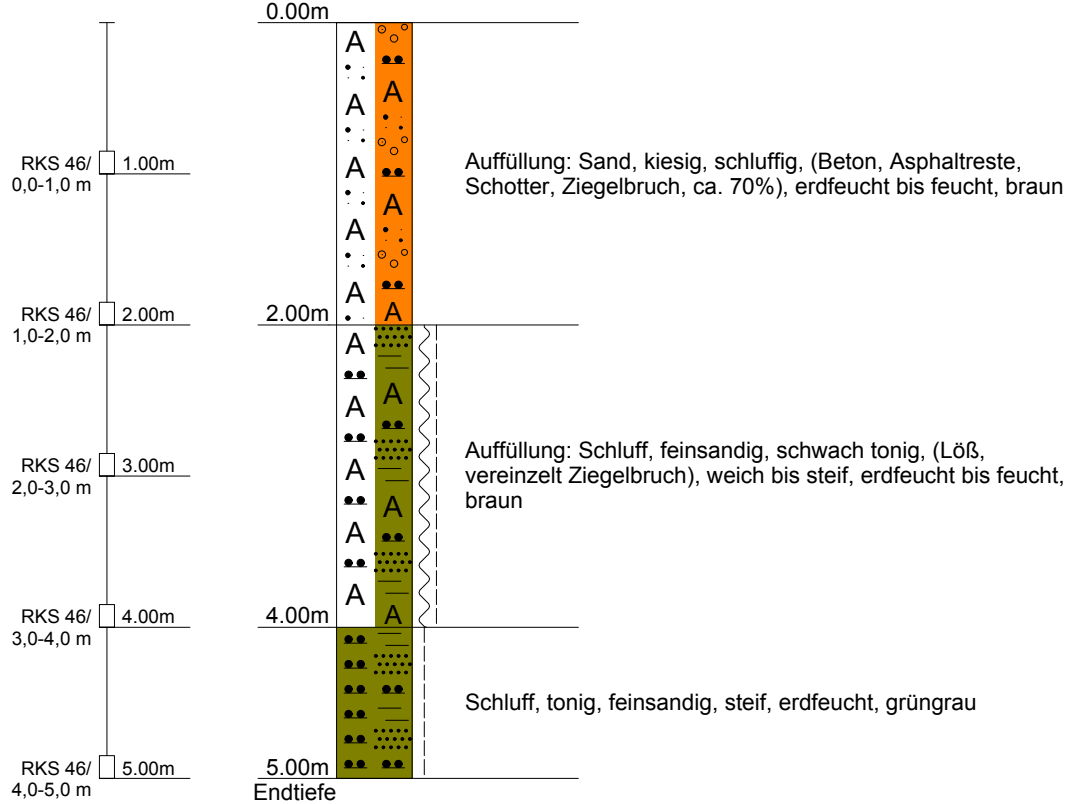 0.00m
A
A
A
RKS 46/
0,0-1,0 m
1.00m
Auffüllung: Sand, kiesig, schluffig, (Beton, Asphaltreste,
Schotter, Ziegelbruch, ca. 70%), erdfeucht bis feucht, braun
A
A
A
A
RKS 46/
1,0-2,0 m
2.00m
2.00m
A
A
A
A
RKS 46/
2,0-3,0 m
3.00m
Auffüllung: Schluff, feinsandig, schwach tonig, (Löß,
vereinzelt Ziegelbruch), weich bis steif, erdfeucht bis feucht,
braun
A
A
A
A
A
RKS 46/
3,0-4,0 m
4.00m
4.00m
Schluff, tonig, feinsandig, steif, erdfeucht, grüngrau
RKS 46/
4,0-5,0 m
5.00m
5.00m
Endtiefe